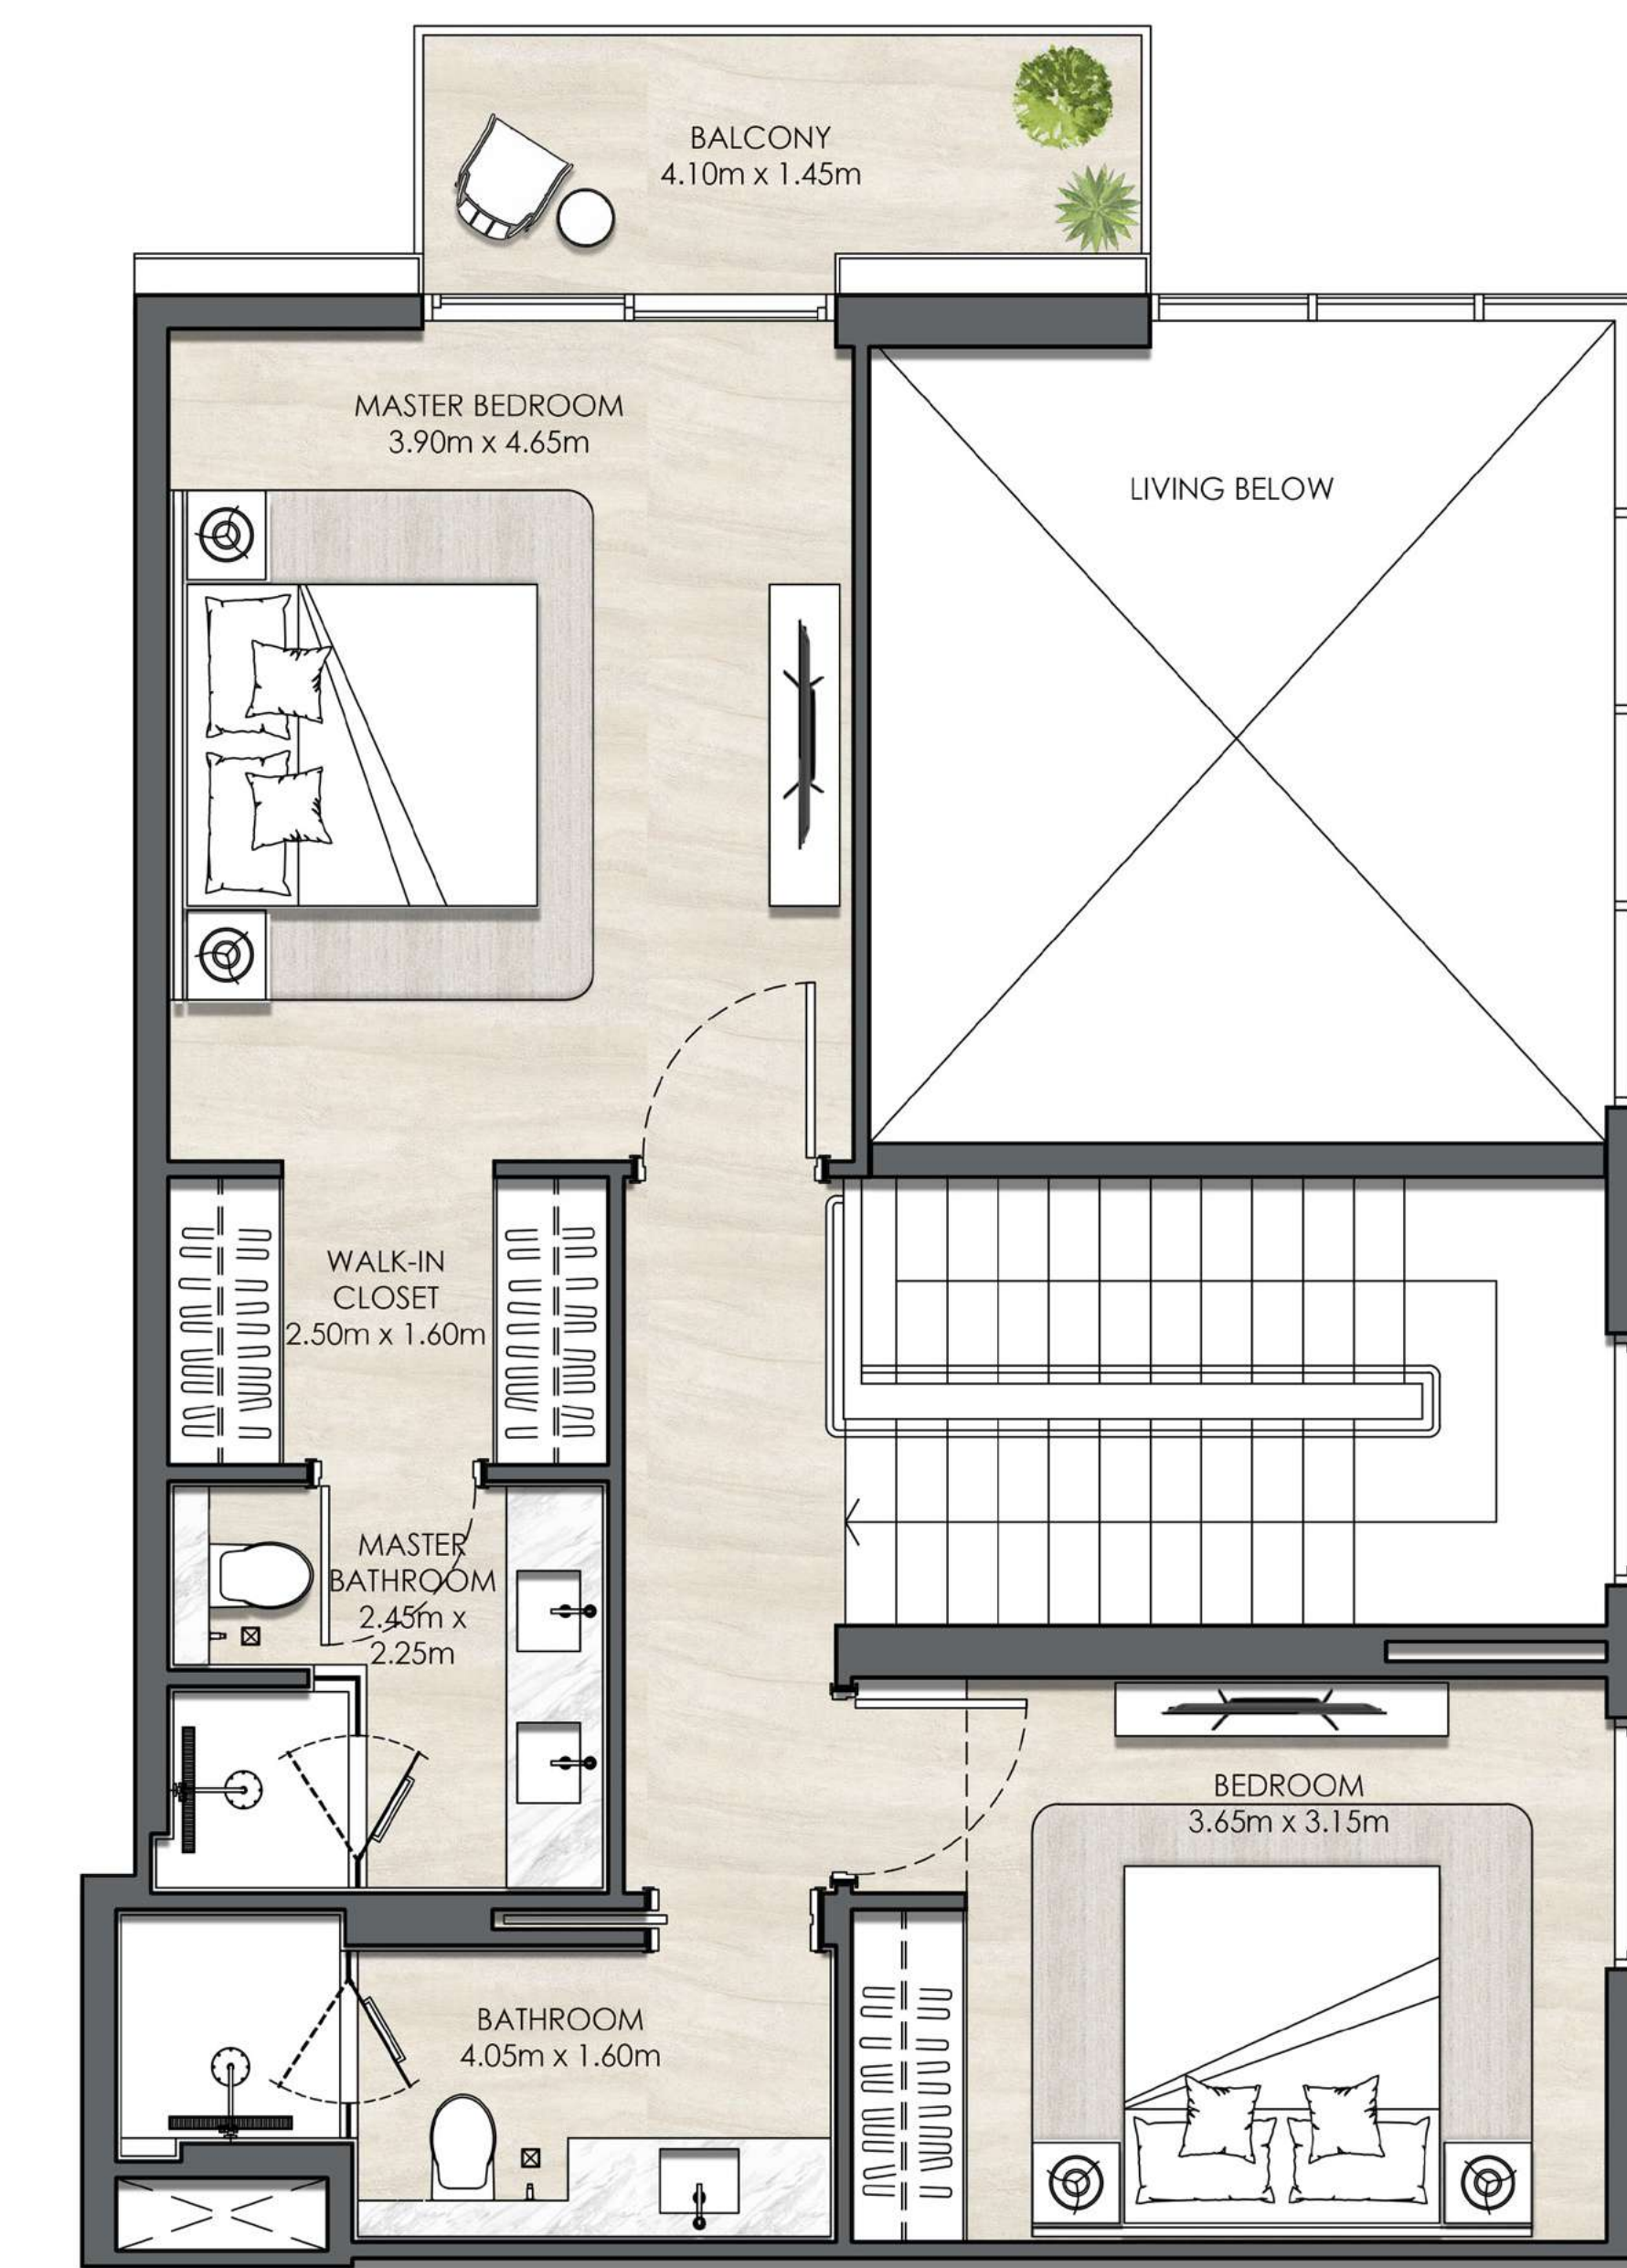 BALCONY
4.10m x 1.45m
MASTER BEDROOM
3.90m x 4.65m
LIVING BELOW
WALK-IN
CLOSET
2.50m x 1.60m
MASTER
BATHROOM
2.45m x
2.25m
BEDROOM
3.65m x 3.15m
BATHROOM
4.05m x 1.60m